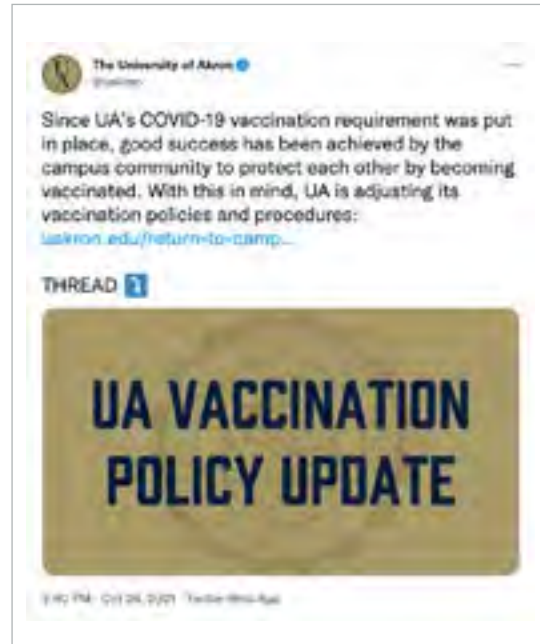 The University of Akron
Since UA's COVID-19 vaccination requirement was put
in place, good success has been achieved by the
campus community to protect each other by becoming
vaccinated. With this in mind, UA is adjusting its
vaccination policies and procedures:
uakron.edu/return-to-camp...
THREAD
UA VACCINATION
POLICY UPDATE